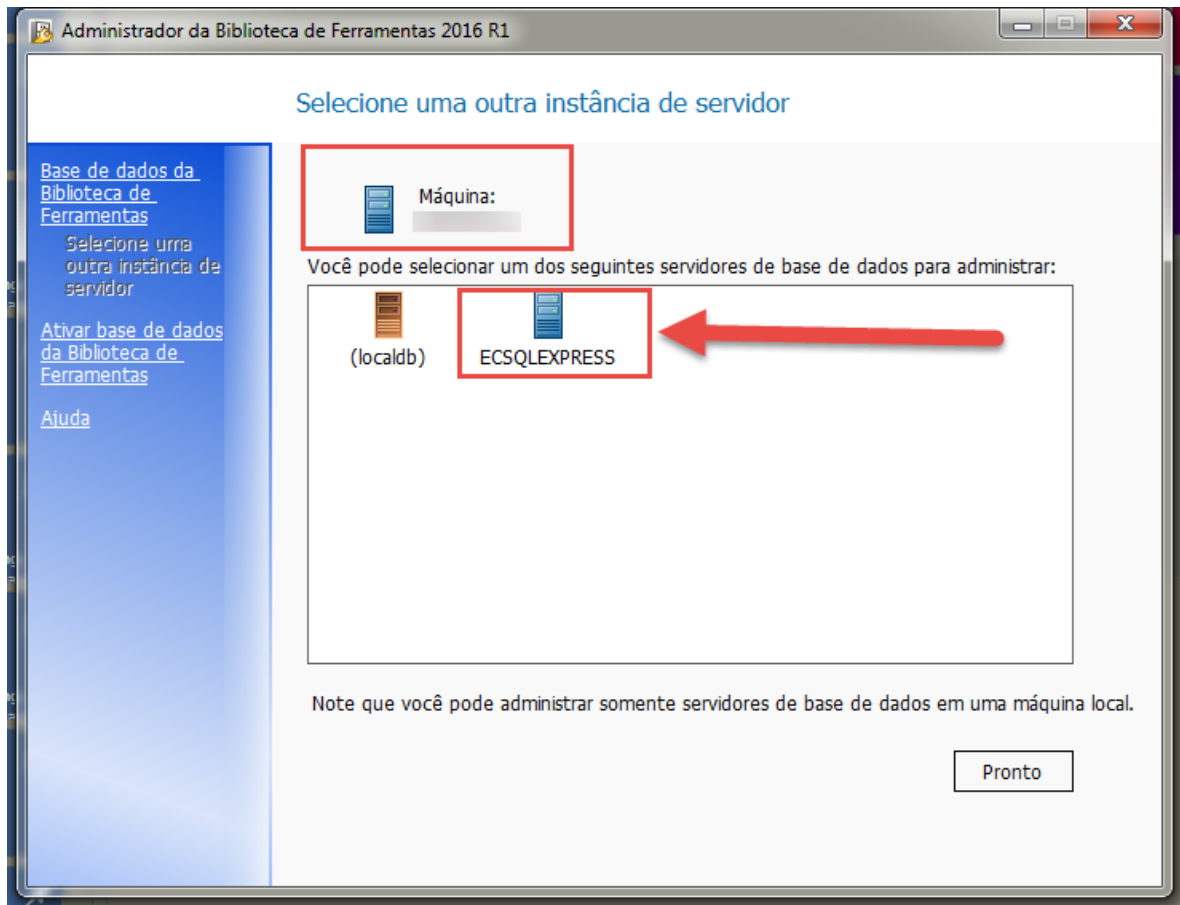 Administrador da Biblioteca de Ferramentas 2016 R1
Selecione uma outra instância de servidor
Base de dados da
Biblioteca de
Ferramentas
Selecione uma
outra instância de
servidor
Ativar base de dados
da Biblioteca de
Ferramentas
Ajuda
Máquina:
Você pode selecionar um dos seguintes servidores de base de dados para administrar:
(localdb)
ECSQLEXPRESS
Note que você pode administrar somente servidores de base de dados em uma máquina local.
Pronto